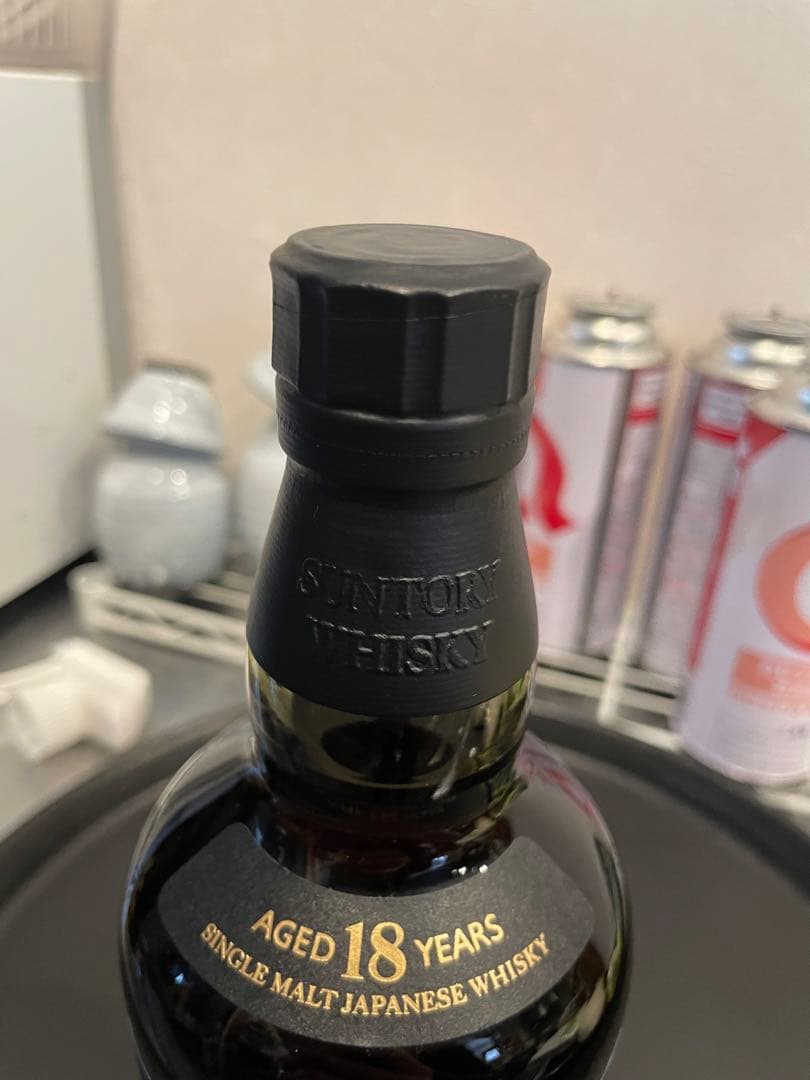 SUNTORY
WHISKY
AGED 18 YEARS
SINGLE MALT JAPANESE WHISKY